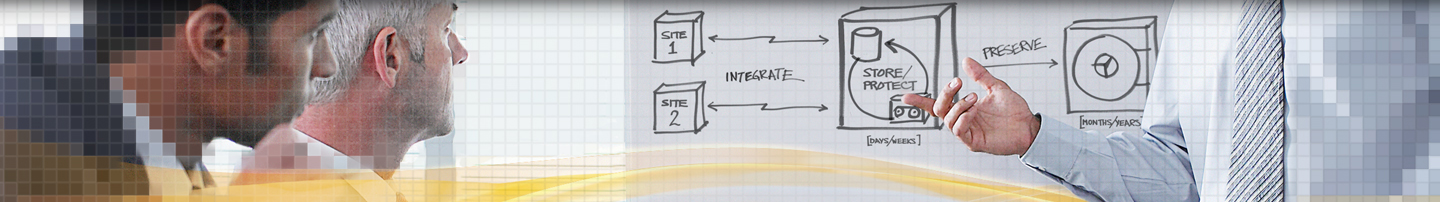 SITE
1
INTEGRATE
SITE
2
STORE/
PROTECT
[DAYS/WEEKS]
PRESERVE
[MONTHS/YEARS